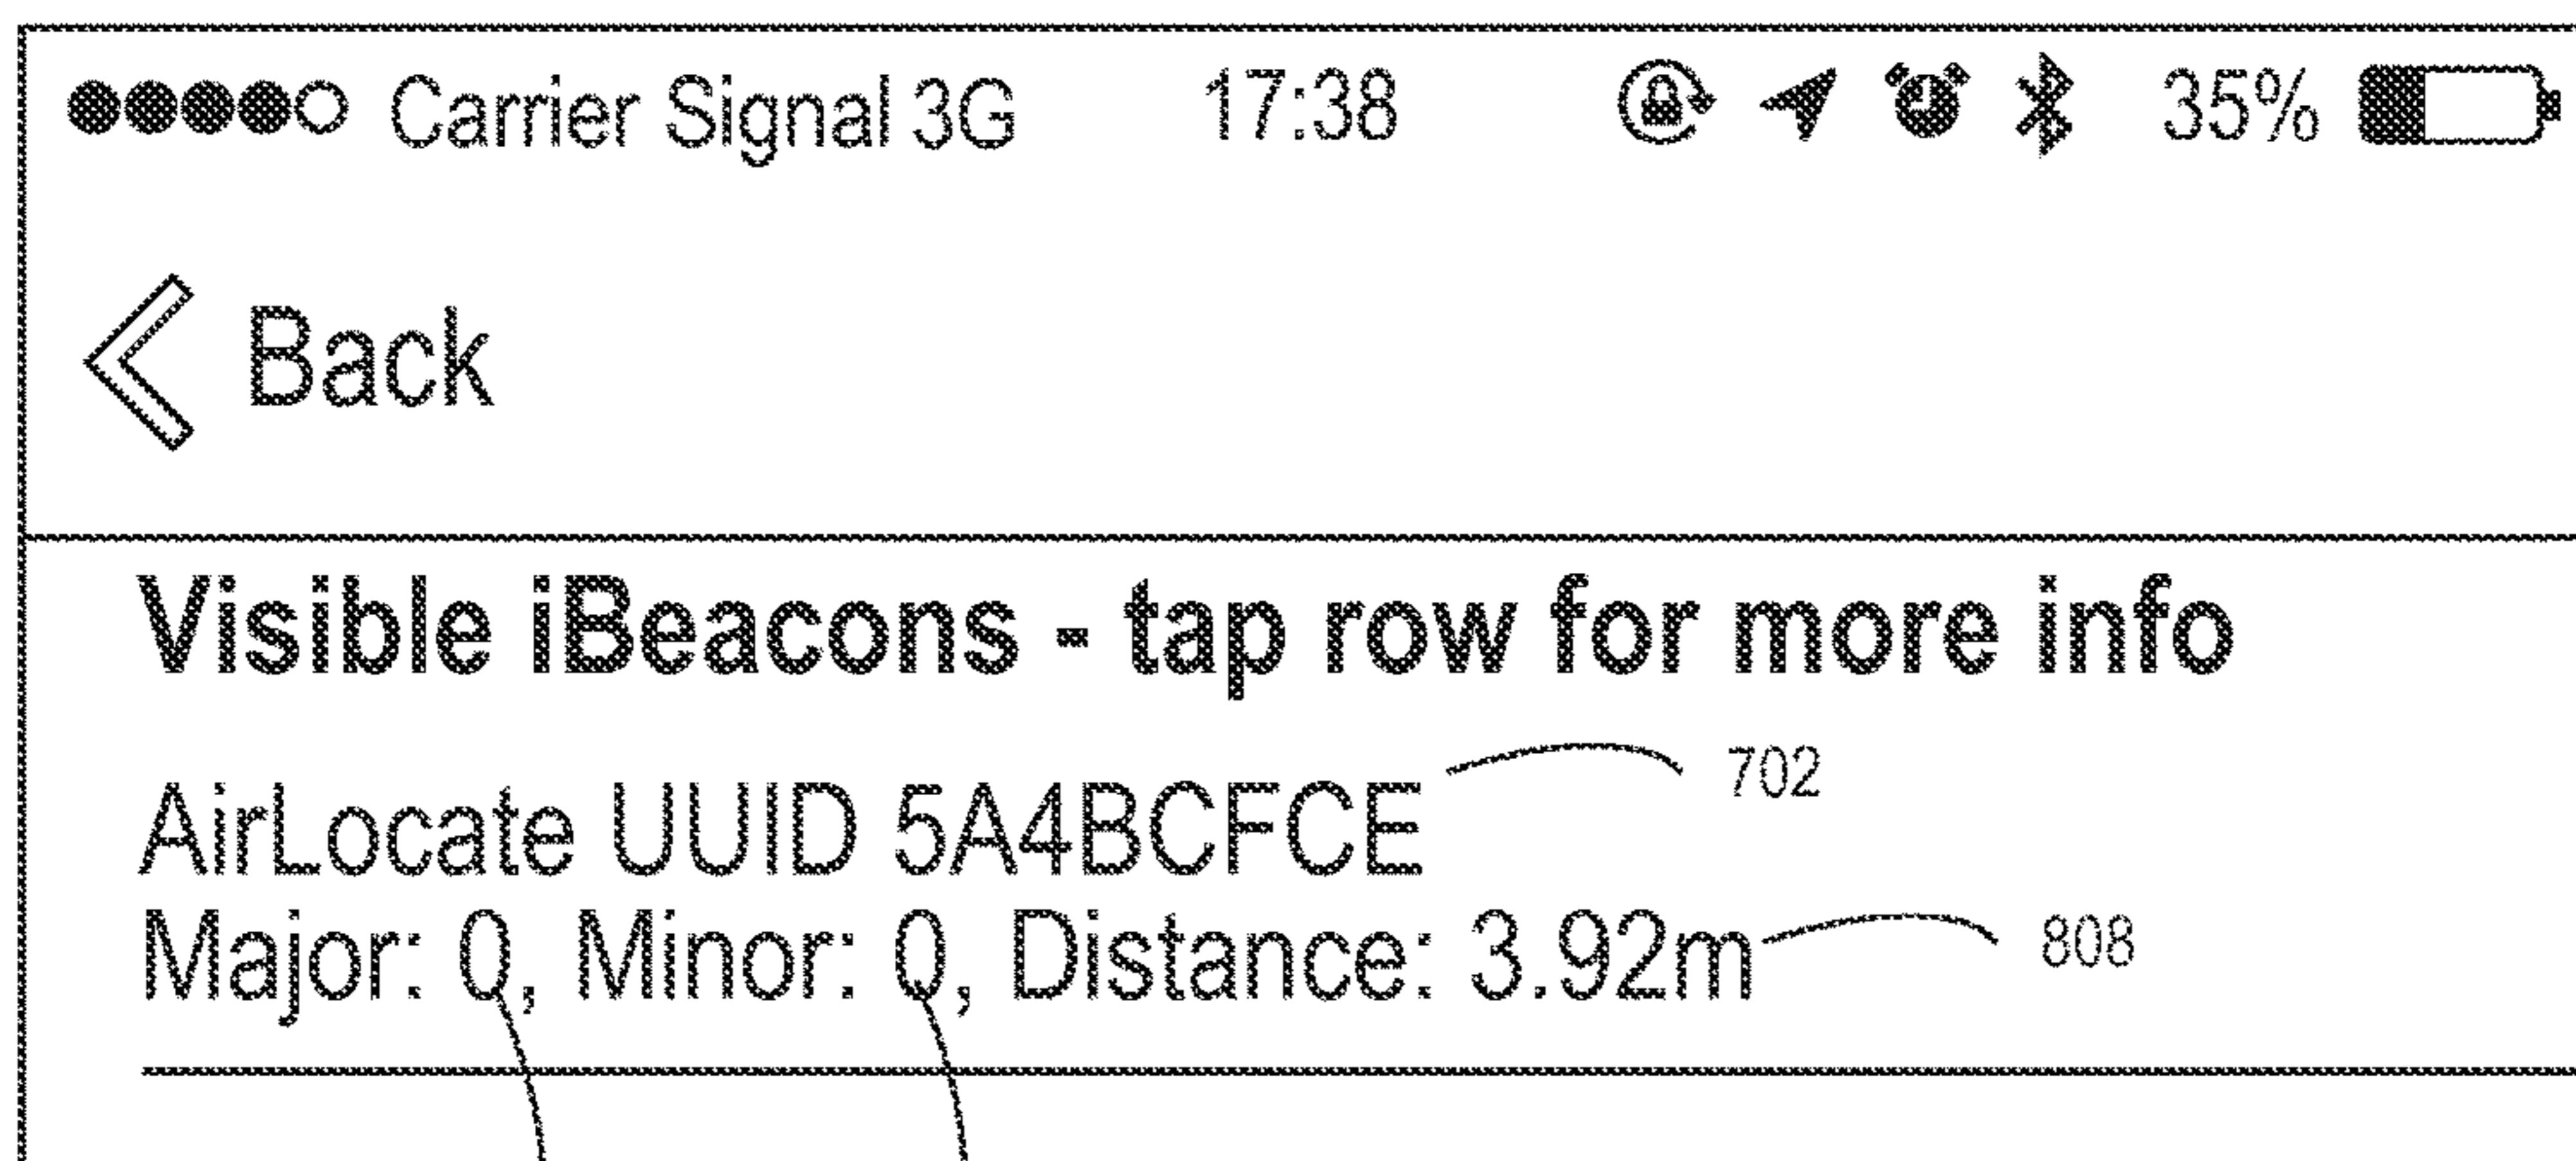 Carrier Signal 3G 17:38 35%
Back
Visible iBeacons - tap row for more info
702
AirLocate UUID 5A4BCFCE
Major: 0, Minor: 0, Distance: 3.92m 808